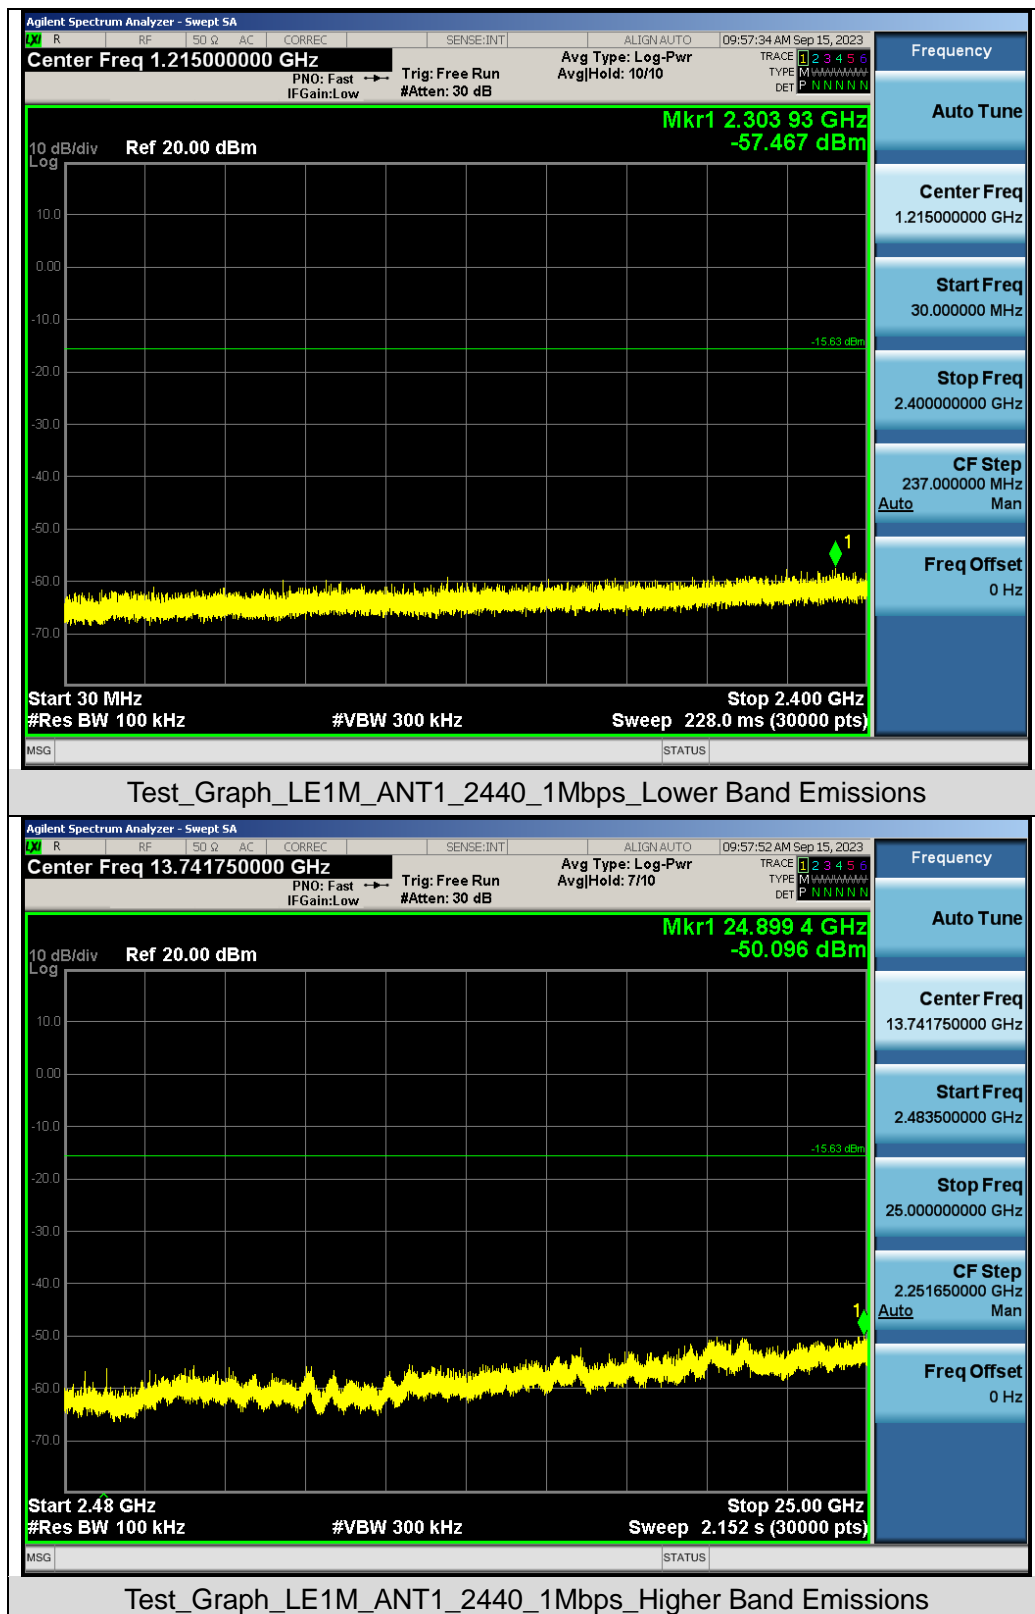 Agilent Spectrum Analyzer - Swept SA
LXI R RF 50 Ω AC CORREC SENSE:INT ALIGN AUTO 09:57:34 AM Sep 15, 2023
Center Freq 1.215000000 GHz
PNO: Fast
IFGain:Low
Trig: Free Run
#Atten: 30 dB
Avg Type: Log-Pwr
Avg|Hold: 10/10
TRACE 1 2 3 4 5 6
TYPE M
DET P N N N N N
Mkr1 2.303 93 GHz
-57.467 dBm
10 dB/div Ref 20.00 dBm
Log
10.0
0.00
-10.0
-15.63 dBm
-20.0
-30.0
-40.0
-50.0
1
-60.0
-70.0
Start 30 MHz Stop 2.400 GHz
#Res BW 100 kHz #VBW 300 kHz Sweep 228.0 ms (30000 pts)
MSG STATUS
Frequency
Auto Tune
Center Freq
1.215000000 GHz
Start Freq
30.000000 MHz
Stop Freq
2.400000000 GHz
CF Step
237.000000 MHz
Auto Man
Freq Offset
0 Hz
Test_Graph_LE1M_ANT1_2440_1Mbps_Lower Band Emissions
Agilent Spectrum Analyzer - Swept SA
LXI R RF 50 Ω AC CORREC SENSE:INT ALIGN AUTO 09:57:52 AM Sep 15, 2023
Center Freq 13.741750000 GHz
PNO: Fast
IFGain:Low
Trig: Free Run
#Atten: 30 dB
Avg Type: Log-Pwr
Avg|Hold: 7/10
TRACE 1 2 3 4 5 6
TYPE M
DET P N N N N N
Mkr1 24.899 4 GHz
-50.096 dBm
10 dB/div Ref 20.00 dBm
Log
10.0
0.00
-10.0
-15.63 dBm
-20.0
-30.0
-40.0
1
-50.0
-60.0
-70.0
Start 2.48 GHz Stop 25.00 GHz
#Res BW 100 kHz #VBW 300 kHz Sweep 2.152 s (30000 pts)
MSG STATUS
Frequency
Auto Tune
Center Freq
13.741750000 GHz
Start Freq
2.483500000 GHz
Stop Freq
25.000000000 GHz
CF Step
2.251650000 GHz
Auto Man
Freq Offset
0 Hz
Test_Graph_LE1M_ANT1_2440_1Mbps_Higher Band Emissions